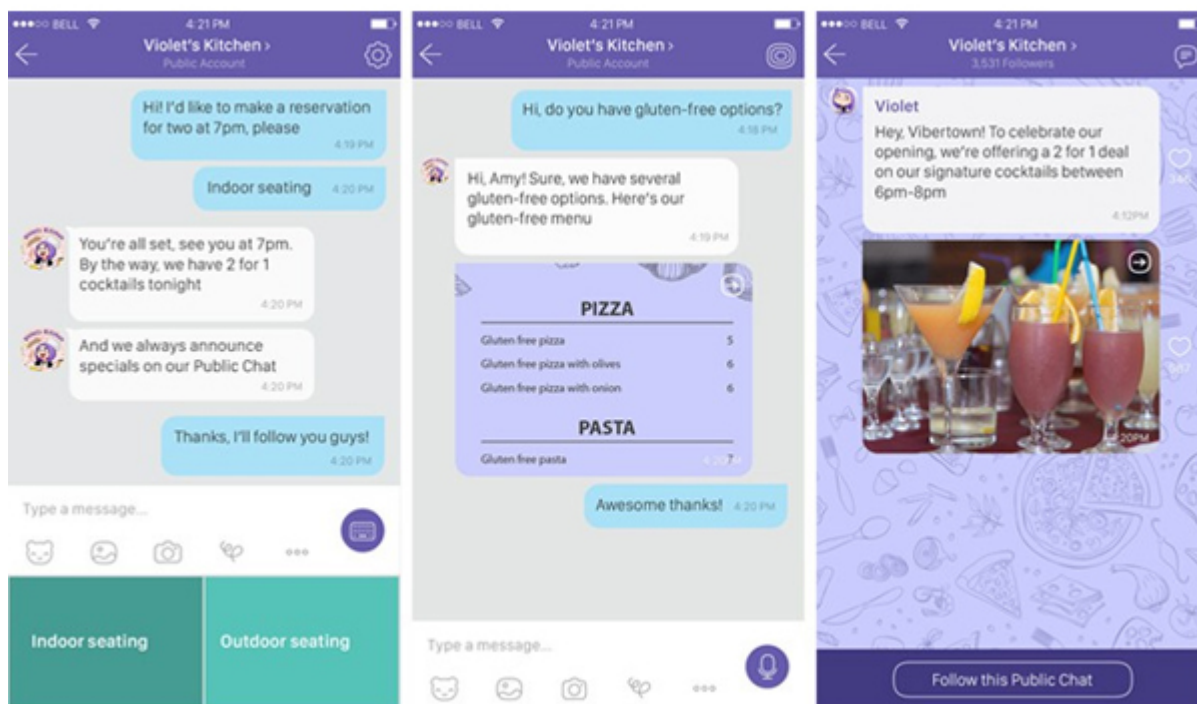 BELL 4:21 PM
Violet's Kitchen >
Public Account
Hi! I'd like to make a reservation
for two at 7pm, please
4:19 PM
Indoor seating 4:20 PM
You're all set, see you at 7pm.
By the way, we have 2 for 1
cocktails tonight
4:20 PM
And we always announce
specials on our Public Chat
4:20 PM
Thanks, I'll follow you guys!
4:20 PM
Type a message...
Indoor seating
Outdoor seating
BELL 4:21 PM
Violet's Kitchen >
Public Account
Hi, do you have gluten-free options?
4:18 PM
Hi, Amy! Sure, we have several
gluten-free options. Here's our
gluten-free menu
4:19 PM
PIZZA
Gluten free pizza 5
Gluten free pizza with olives 6
Gluten free pizza with onion 6
PASTA
Gluten free pasta 7
4:20PM
Awesome thanks! 4:20 PM
Type a message...
BELL 4:21 PM
Violet's Kitchen >
3,531 Followers
Violet
Hey, Vibertown! To celebrate our
opening, we're offering a 2 for 1 deal
on our signature cocktails between
6pm-8pm
4:12PM
Follow this Public Chat